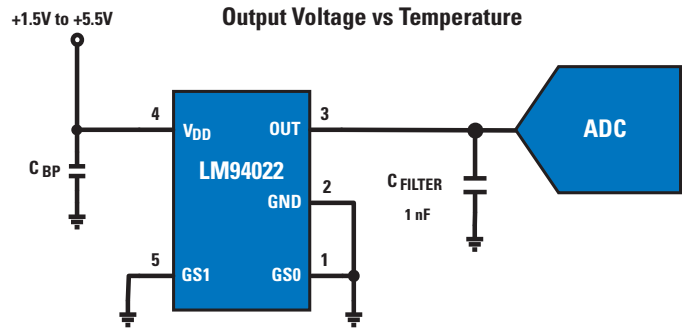 +1.5V to +5.5V
Output Voltage vs Temperature
4
3
VDD
OUT
ADC
LM94022
C BP
2
C FILTER
GND
1 nF
5
1
GS1
GS0